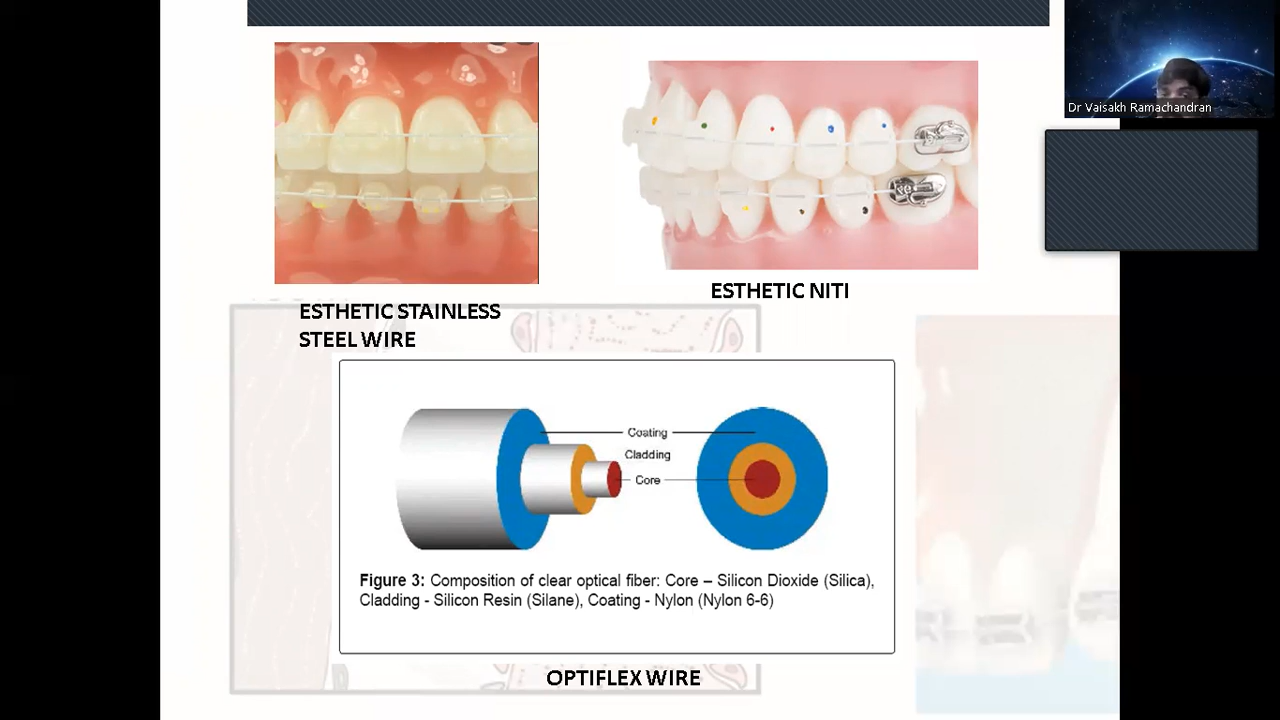 Dr Vaisakh Ramachandran
ESTHETIC NITI
ESTHETIC STAINLESS
STEEL WIRE
Coating
Cladding
Core
Figure 3: Composition of clear optical fiber: Core – Silicon Dioxide (Silica),
Cladding - Silicon Resin (Silane), Coating - Nylon (Nylon 6-6)
OPTIFLEX WIRE